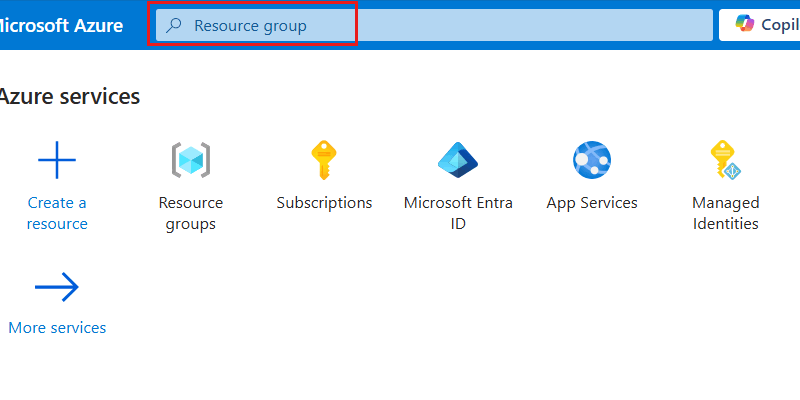 Microsoft Azure
Resource group
Copil
Azure services
Create a
resource
Resource
groups
Subscriptions
Microsoft Entra
ID
App Services
Managed
Identities
More services